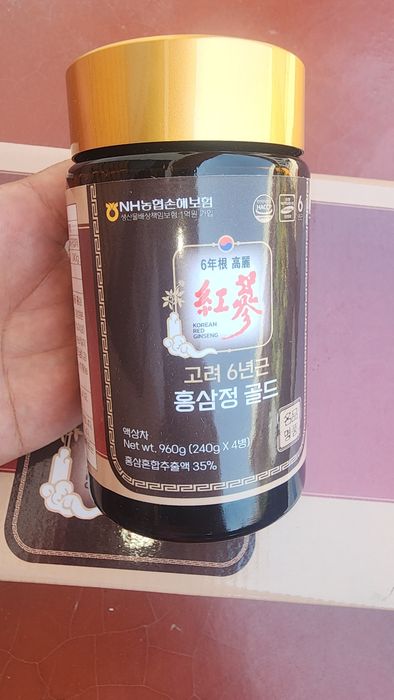 NH농협손해보험
생산물배상책임보험 1억원 가입
HACCP
6
6年根 高麗
紅蔘
KOREAN
RED
GINSENG
고려 6년근
홍삼정 골드
액상차
Net wt. 960g (240g X 4병)
홍삼혼합추출액 35%